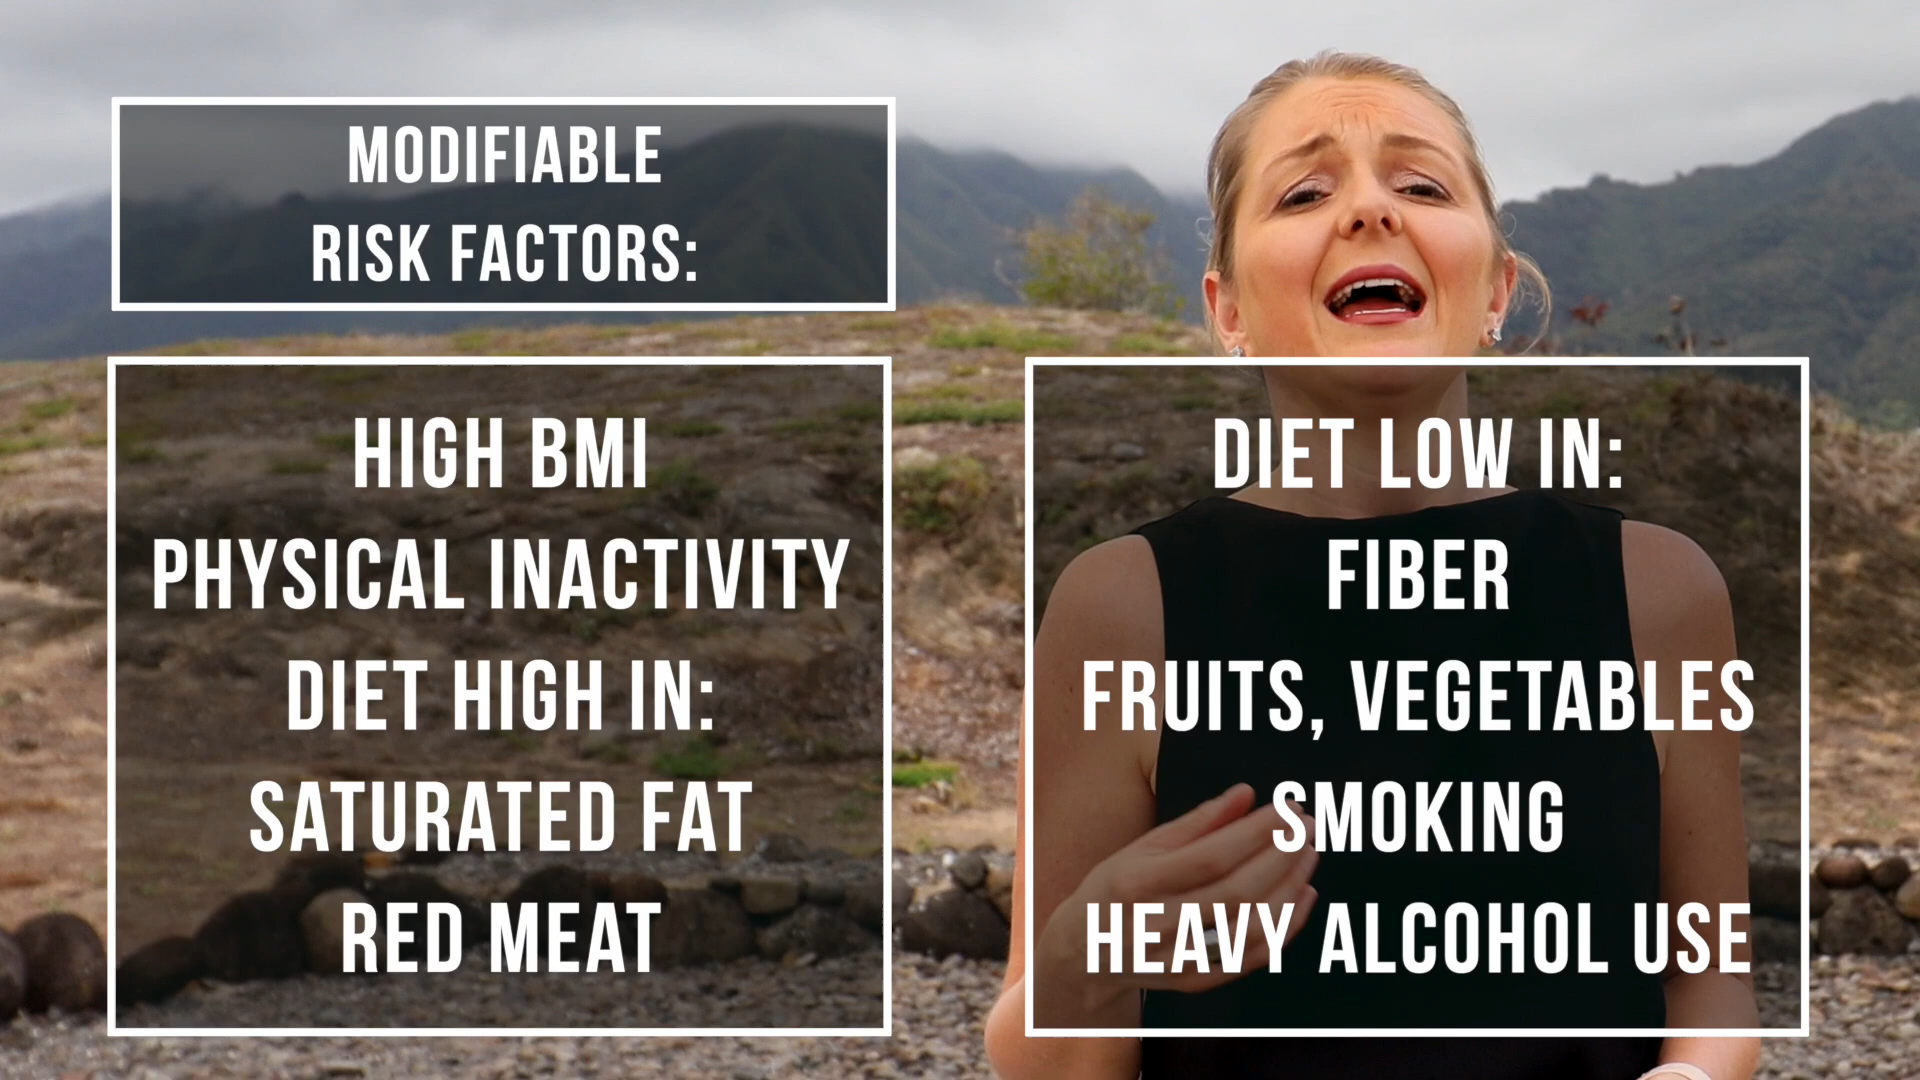 MODIFIABLE
RISK FACTORS:
HIGH BMI
PHYSICAL INACTIVITY
DIET HIGH IN:
SATURATED FAT
RED MEAT
DIET LOW IN:
FIBER
FRUITS, VEGETABLES
SMOKING
HEAVY ALCOHOL USE